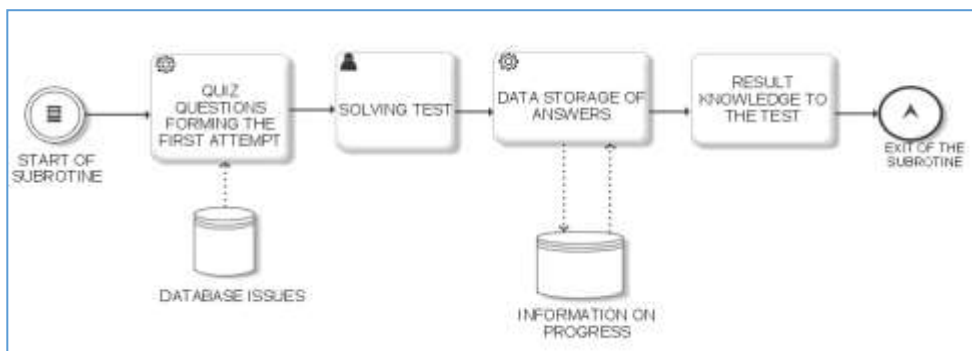 START OF
SUBROTINE
QUIZ
QUESTIONS
FORMING THE
FIRST ATTEMPT
SOLVING TEST
DATA STORAGE OF
ANSWERS
RESULT
KNOWLEDGE TO
THE TEST
EXIT OF THE
SUBROTINE
DATABASE ISSUES
INFORMATION ON
PROGRESS